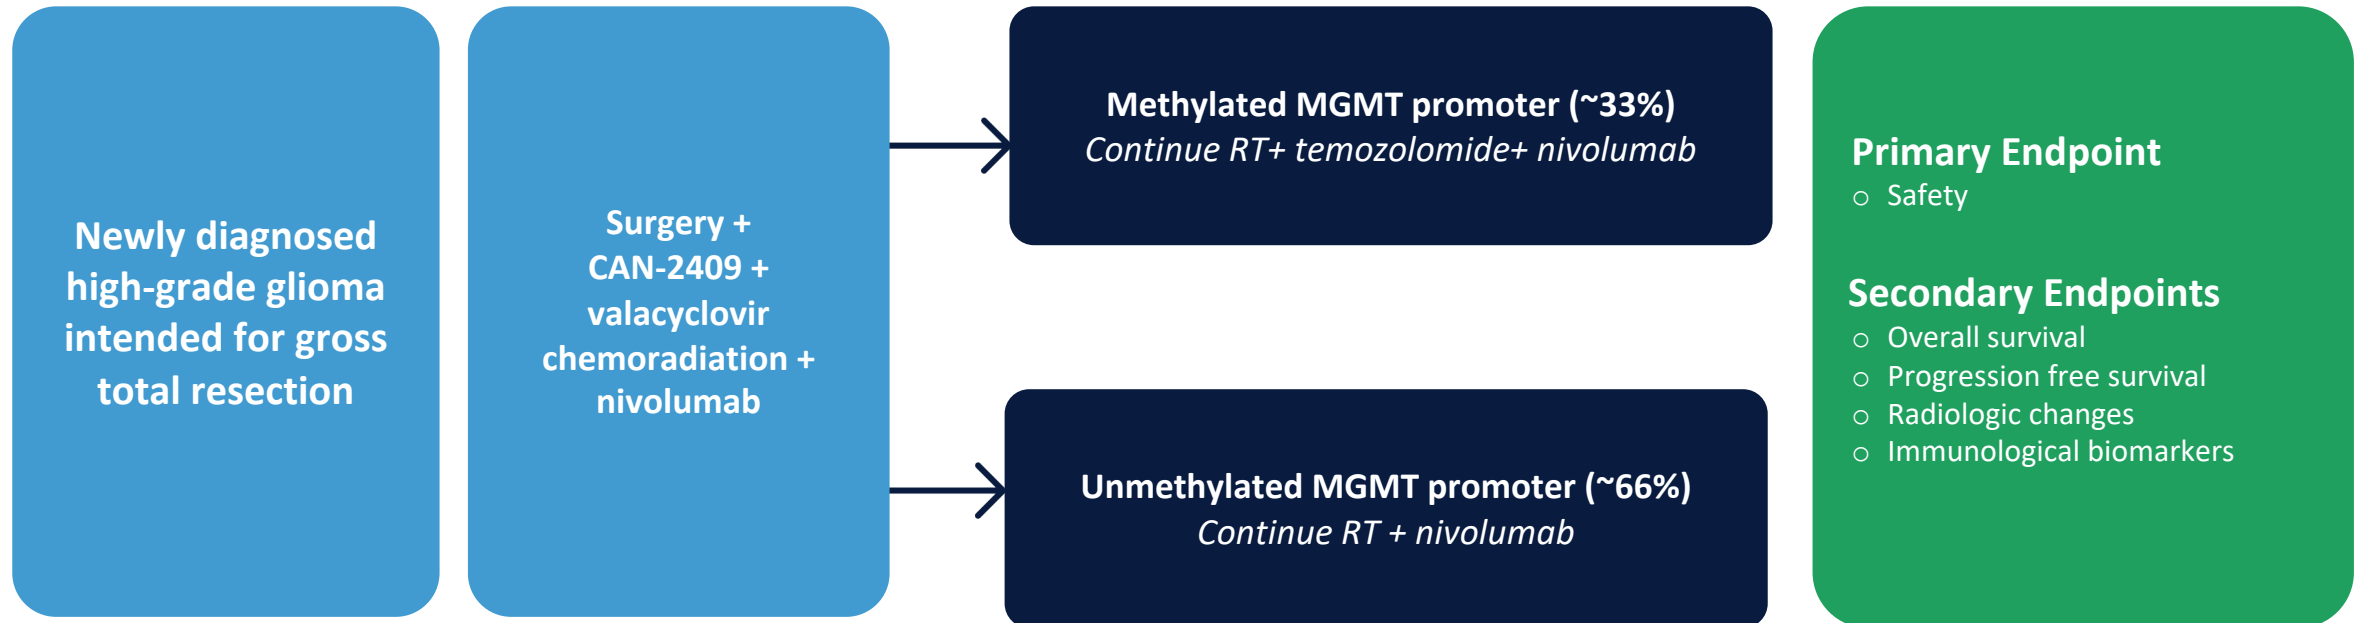 Newly diagnosed
high-grade glioma
intended for gross
total resection
Surgery +
CAN-2409 +
valacyclovir
chemoradiation +
nivolumab
Methylated MGMT promoter (~33%)
Continue RT+ temozolomide+ nivolumab
Unmethylated MGMT promoter (~66%)
Continue RT + nivolumab
Primary Endpoint
○ Safety
Secondary Endpoints
○ Overall survival
○ Progression free survival
○ Radiologic changes
○ Immunological biomarkers